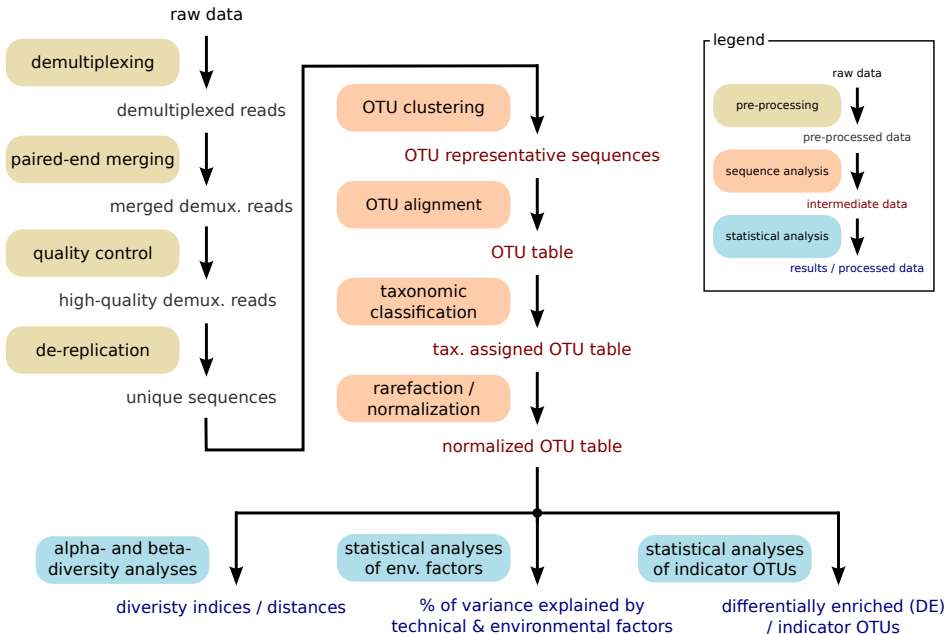 raw data
demultiplexing
demultiplexed reads
paired-end merging
merged demux. reads
quality control
high-quality demux. reads
de-replication
unique sequences
OTU clustering
OTU representative sequences
OTU alignment
OTU table
taxonomic
classification
tax. assigned OTU table
rarefaction /
normalization
normalized OTU table
alpha- and beta-
diversity analyses
diveristy indices / distances
statistical analyses
of env. factors
% of variance explained by
technical & environmental factors
statistical analyses
of indicator OTUs
differentially enriched (DE)
/ indicator OTUs
legend
raw data
pre-processing
pre-processed data
sequence analysis
intermediate data
statistical analysis
results / processed data